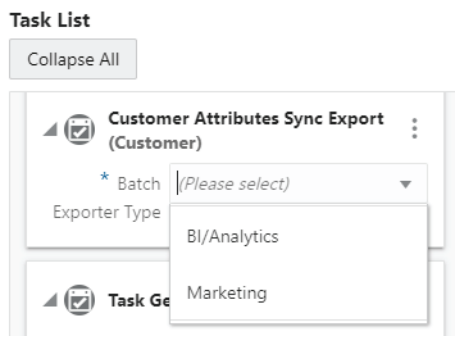 Task List
Collapse All
Customer Attributes Sync Export
(Customer)
* Batch (Please select)
Exporter Type
BI/Analytics
Marketing
Task Ge